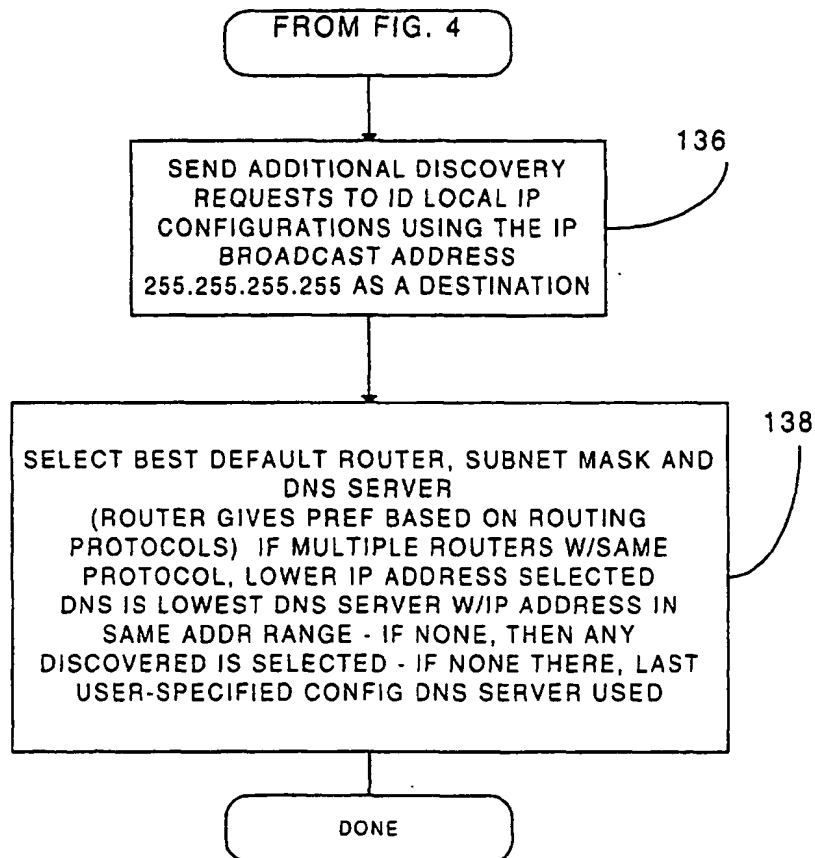 FROM FIG. 4
136
SEND ADDITIONAL DISCOVERY
REQUESTS TO ID LOCAL IP
CONFIGURATIONS USING THE IP
BROADCAST ADDRESS
255.255.255.255 AS A DESTINATION
138
SELECT BEST DEFAULT ROUTER, SUBNET MASK AND
DNS SERVER
(ROUTER GIVES PREF BASED ON ROUTING
PROTOCOLS) IF MULTIPLE ROUTERS W/SAME
PROTOCOL, LOWER IP ADDRESS SELECTED
DNS IS LOWEST DNS SERVER W/IP ADDRESS IN
SAME ADDR RANGE - IF NONE, THEN ANY
DISCOVERED IS SELECTED - IF NONE THERE, LAST
USER-SPECIFIED CONFIG DNS SERVER USED
DONE